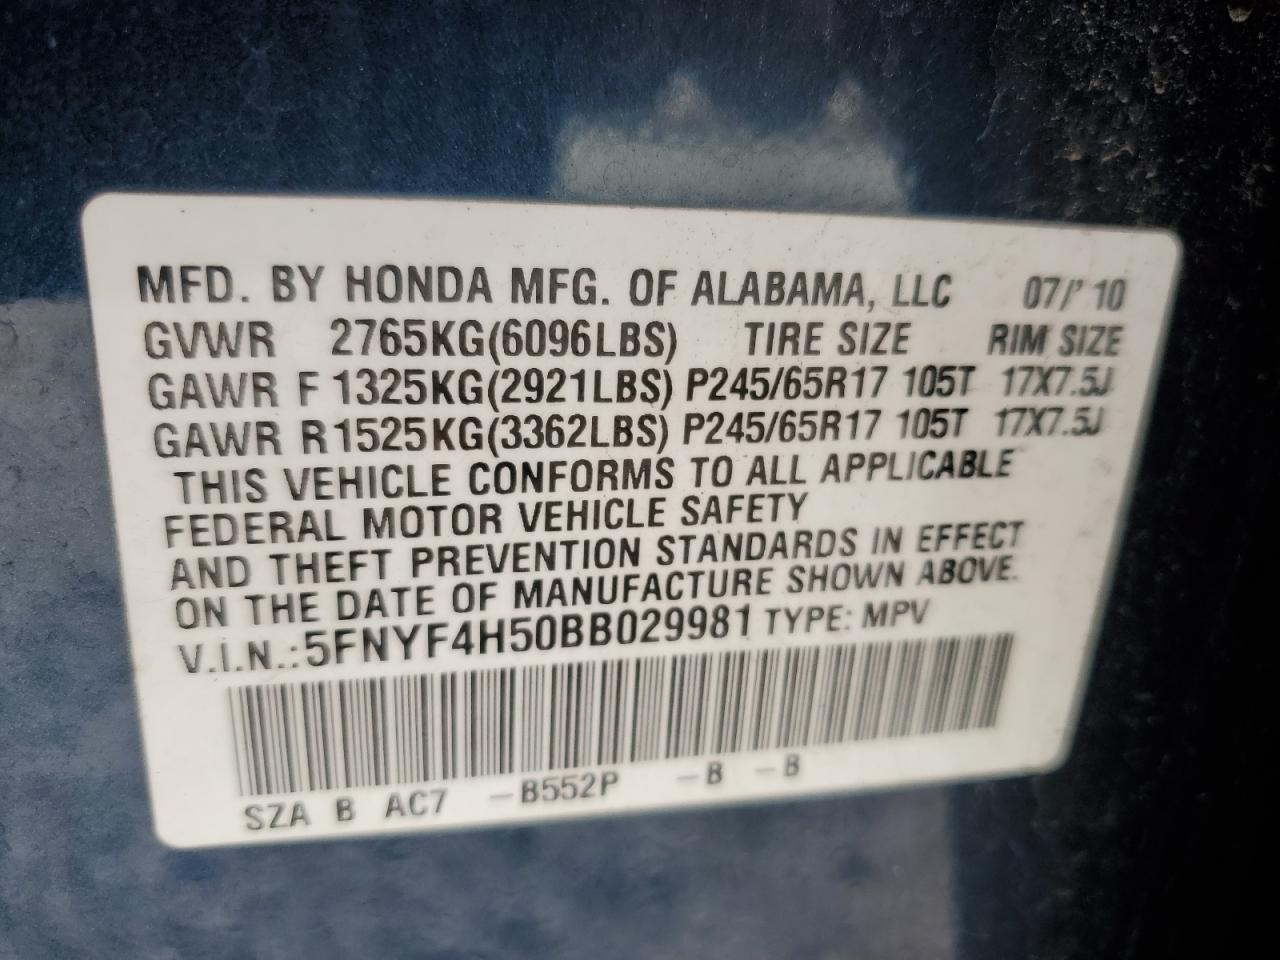 MFD. BY HONDA MFG. OF ALABAMA, LLC 07/'10
GVWR 2765KG(6096LBS) TIRE SIZE RIM SIZE
GAWR F 1325KG(2921LBS) P245/65R17 105T 17X7.5J
GAWR R1525KG(3362LBS) P245/65R17 105T 17X7.5J
THIS VEHICLE CONFORMS TO ALL APPLICABLE
FEDERAL MOTOR VEHICLE SAFETY
AND THEFT PREVENTION STANDARDS IN EFFECT
ON THE DATE OF MANUFACTURE SHOWN ABOVE.
V.I.N.:5FNYF4H50BB029981 TYPE: MPV
SZA B AC7 -B552P -B -B